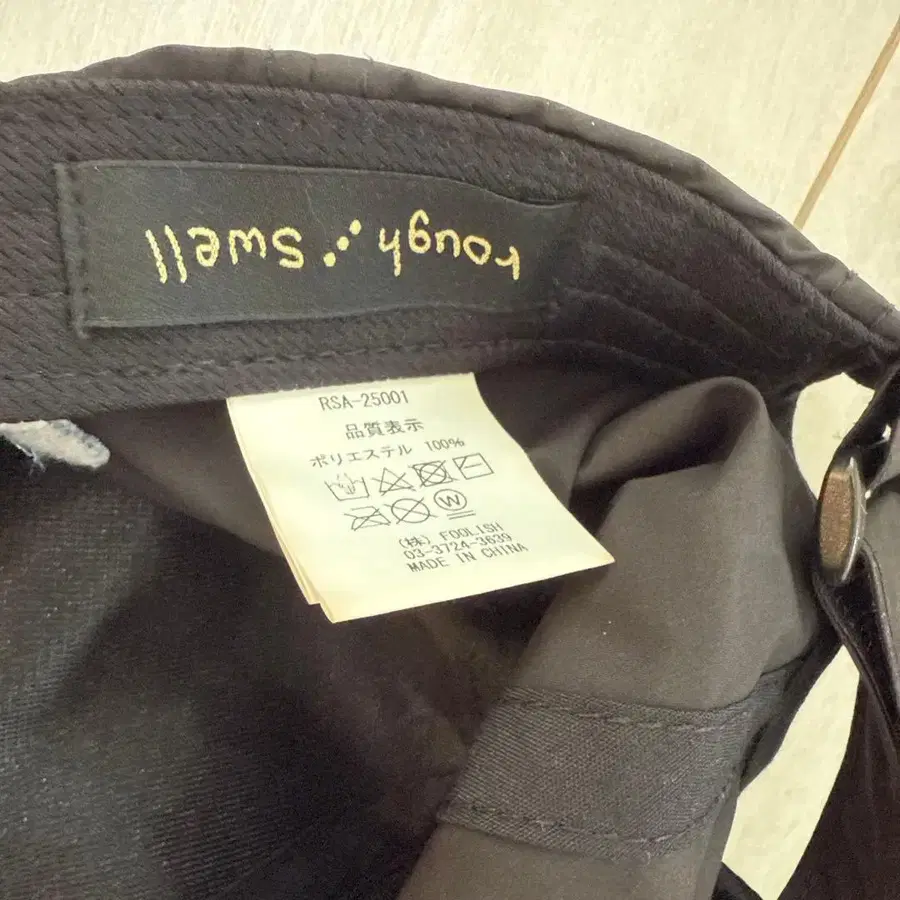 rough Swell
RSA-25001
品質表示
ポリエステル 100%
W
(株) FOOLISH
03-3724-3639
MADE IN CHINA